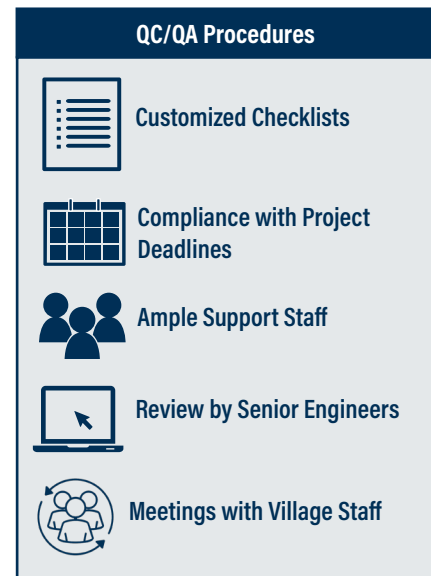 QC/QA Procedures
Customized Checklists
Compliance with Project
Deadlines
Ample Support Staff
Review by Senior Engineers
Meetings with Village Staff